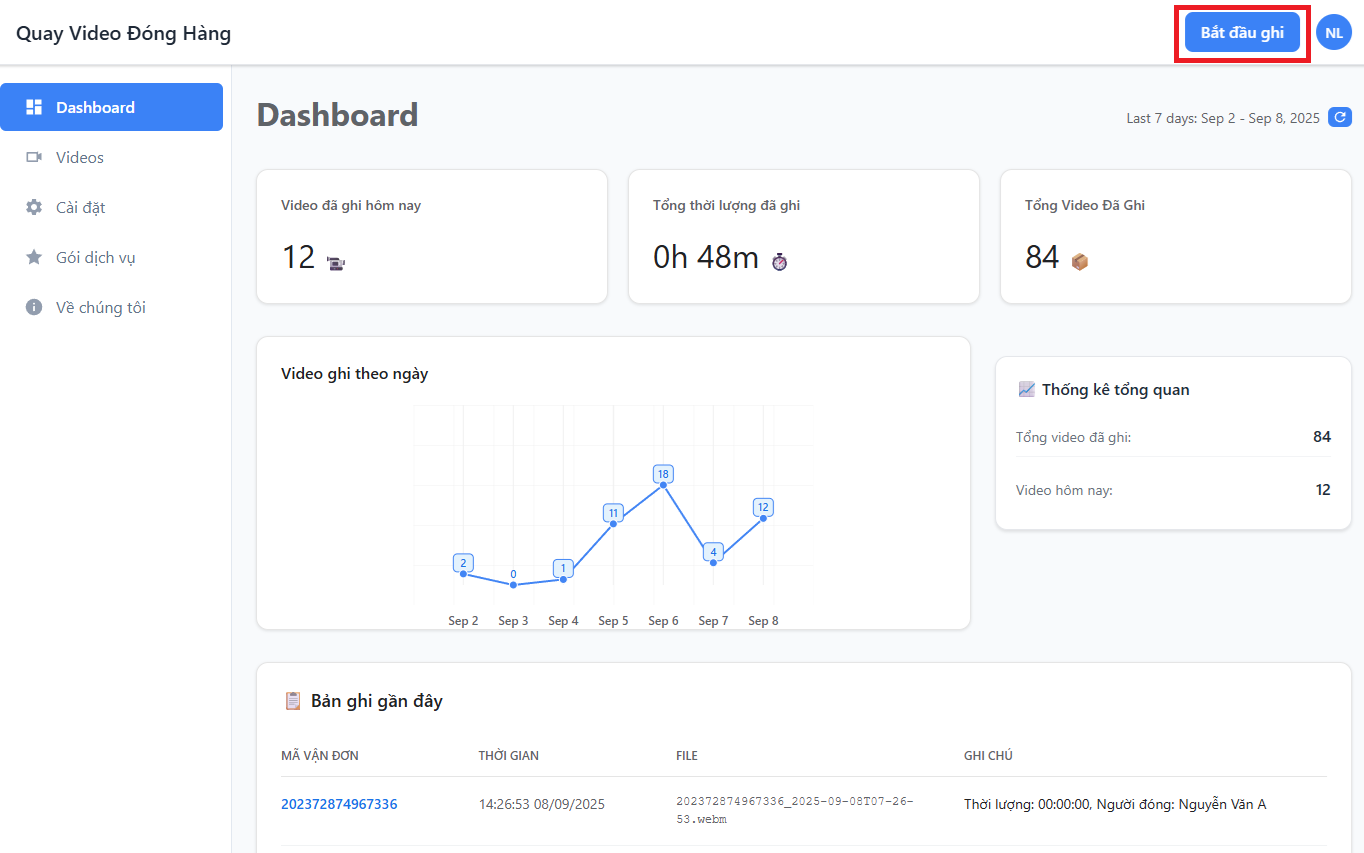 Quay Video Đóng Hàng
Bắt đầu ghi
NL
Dashboard
Videos
Cài đặt
Gói dịch vụ
Về chúng tôi
Dashboard
Last 7 days: Sep 2 - Sep 8, 2025
Video đã ghi hôm nay
12
Tổng thời lượng đã ghi
0h 48m
Tổng Video Đã Ghi
84
Video ghi theo ngày
2
0
1
11
18
4
12
Sep 2 Sep 3 Sep 4 Sep 5 Sep 6 Sep 7 Sep 8
Thống kê tổng quan
Tổng video đã ghi: 84
Video hôm nay: 12
Bản ghi gần đây
MÃ VẬN ĐƠN THỜI GIAN FILE GHI CHÚ
202372874967336 14:26:53 08/09/2025 202372874967336_2025-09-08T07-26-
53.webm
Thời lượng: 00:00:00, Người đóng: Nguyễn Văn A